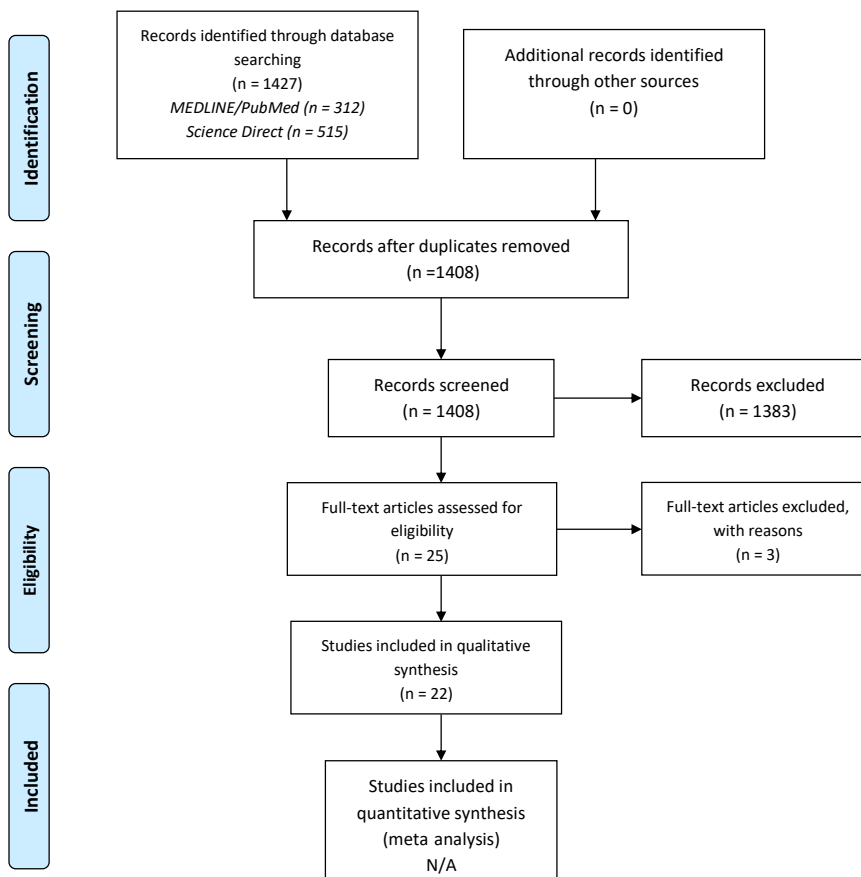 Identification
Records identified through database
searching
(n = 1427)
MEDLINE/PubMed (n = 312)
Science Direct (n = 515)
Additional records identified
through other sources
(n = 0)
Records after duplicates removed
(n =1408)
Screening
Records screened
(n = 1408)
Records excluded
(n = 1383)
Eligibility
Full-text articles assessed for
eligibility
(n = 25)
Full-text articles excluded,
with reasons
(n = 3)
Studies included in qualitative
synthesis
(n = 22)
Included
Studies included in
quantitative synthesis
(meta analysis)
N/A